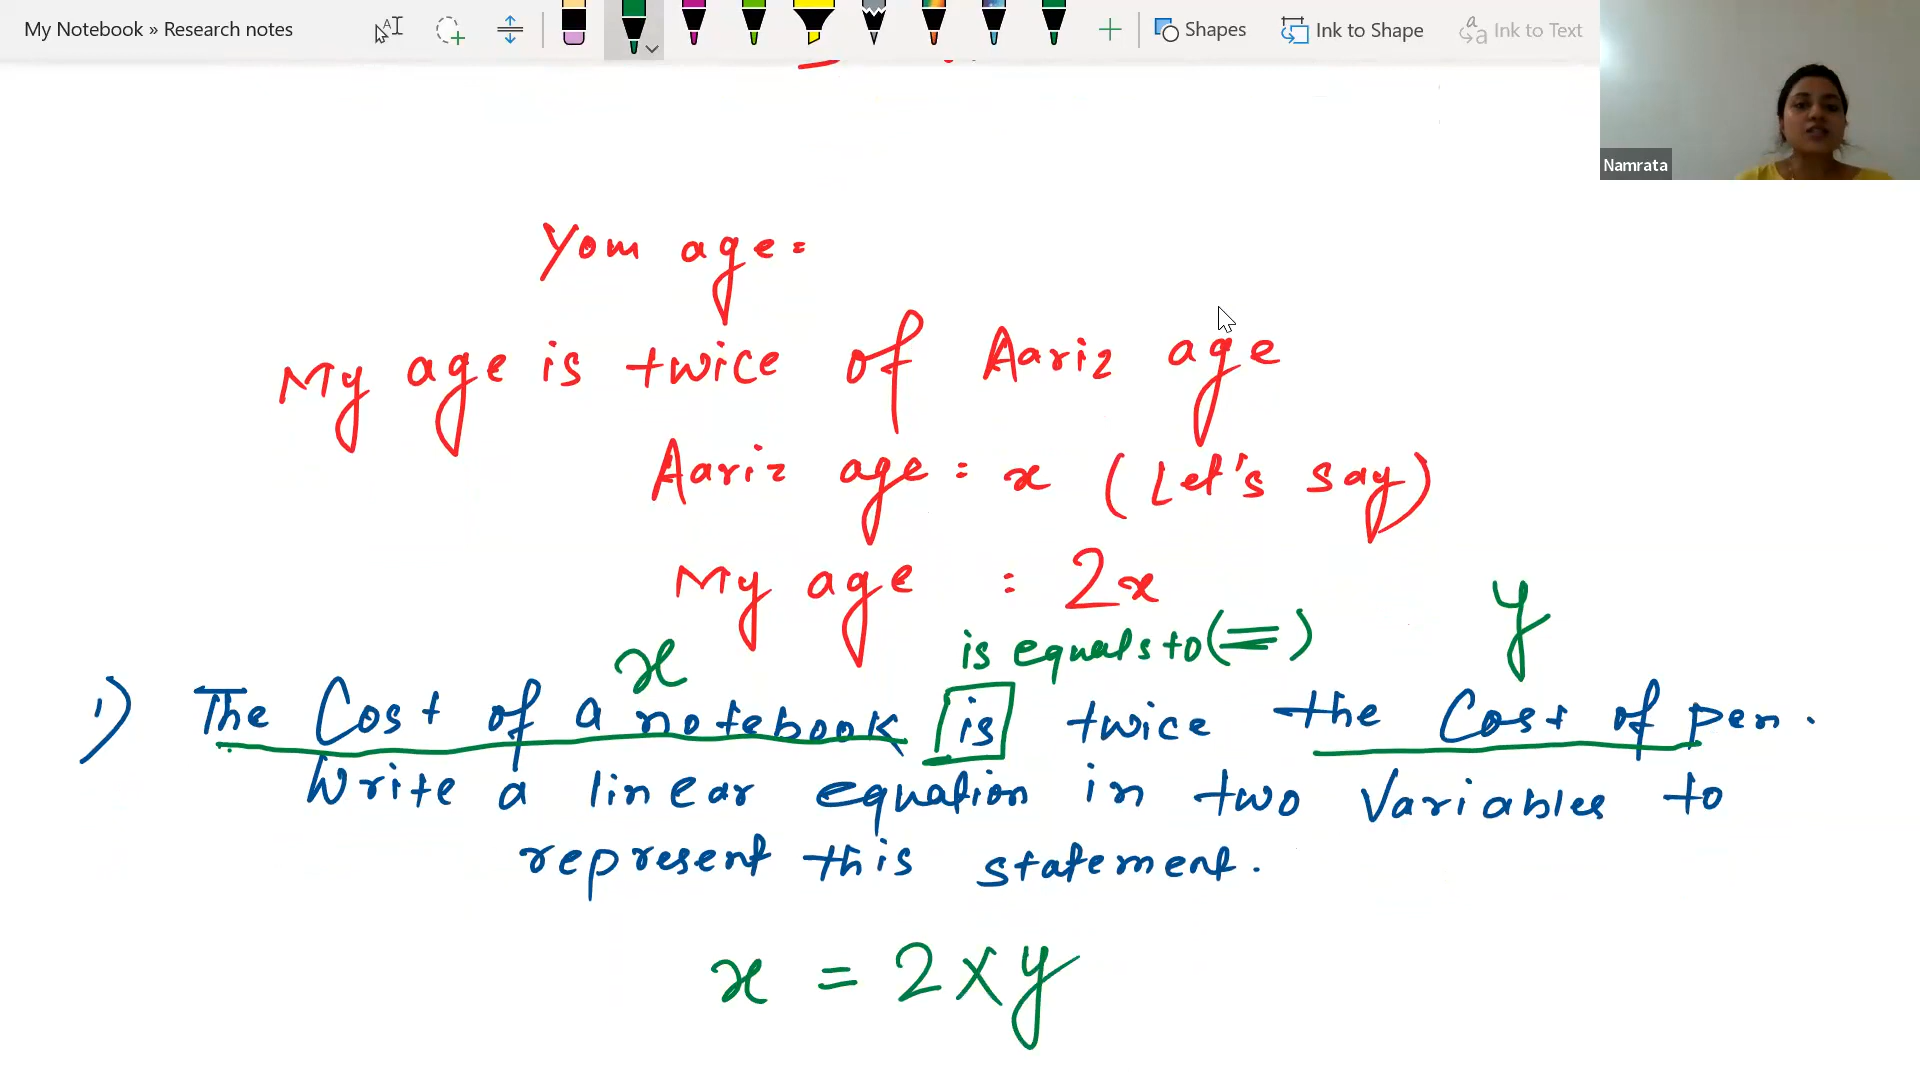 My Notebook » Research notes
Shapes
Ink to Shape
Ink to Text
Namrata
Your age =
My age is twice of Aariz age
Aariz age = x (Let's say)
My age = 2x
x
is equals to (=)
y
1) The Cost of a notebook is twice the Cost of pen.
Write a linear equation in two variables to
represent this statement.
x = 2 x y